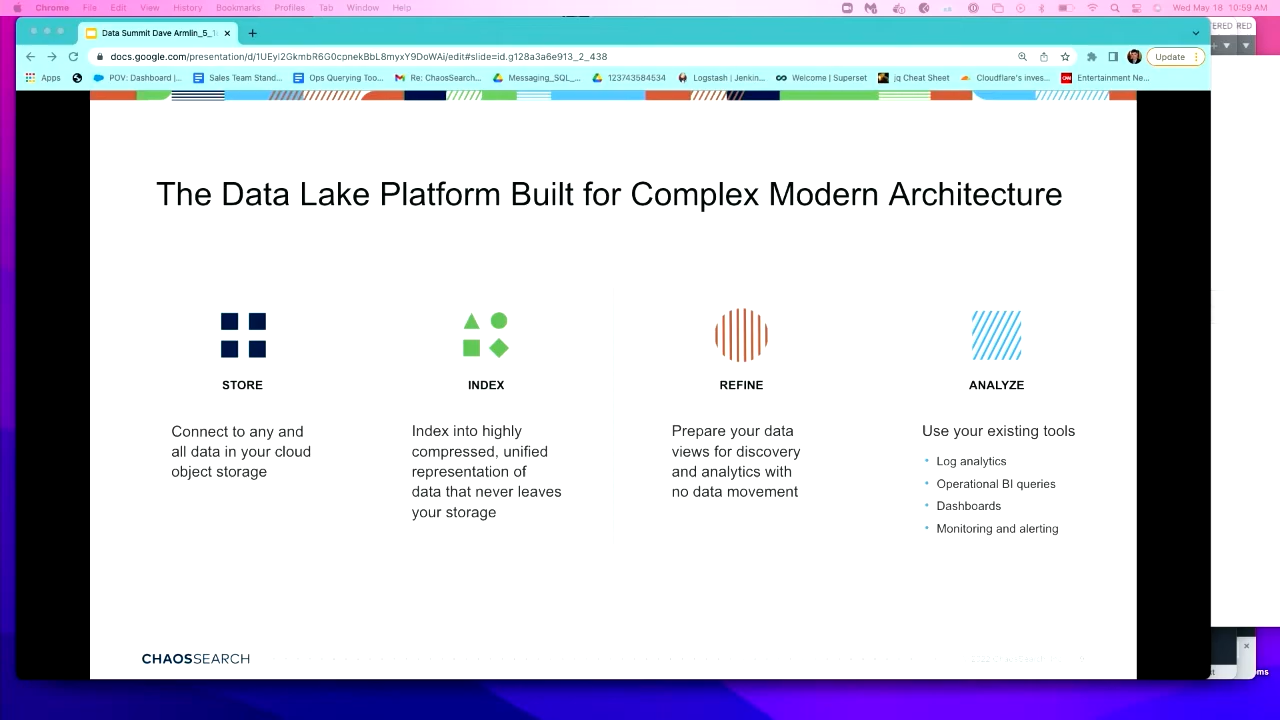 Chrome File Edit View History Bookmarks Profiles Tab Window Help Wed May 18 10:59 AM
Data Summit Dave Armlin_5_1
docs.google.com/presentation/d/1UEyl2GkmbR6G0cpnekBbL8myxY9DoWAi/edit#slide=id.g128a3a6e913_2_438 Update
Apps POV: Dashboard |... Sales Team Stand... Ops Querying Too... Re: ChaosSearch... Messaging_SQL_... 123743584534 Logstash | Jenkin... Welcome | Superset jq Cheat Sheet Cloudflare's inves... Entertainment Ne...
The Data Lake Platform Built for Complex Modern Architecture
STORE
Connect to any and
all data in your cloud
object storage
INDEX
Index into highly
compressed, unified
representation of
data that never leaves
your storage
REFINE
Prepare your data
views for discovery
and analytics with
no data movement
ANALYZE
Use your existing tools
Log analytics
Operational BI queries
Dashboards
Monitoring and alerting
CHAOSSEARCH